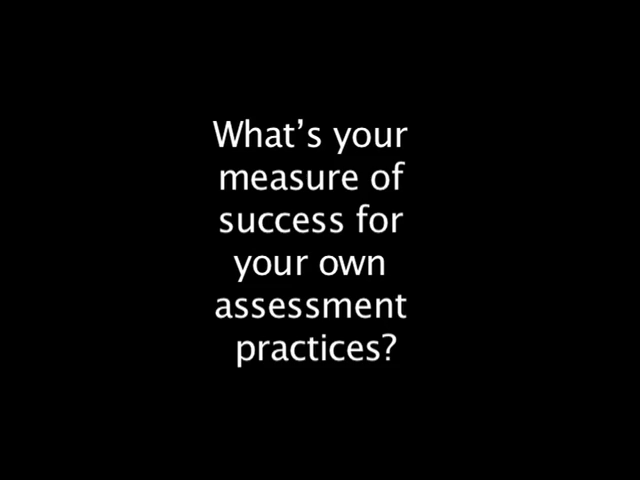 What’s your
measure of
success for
your own
assessment
practices?